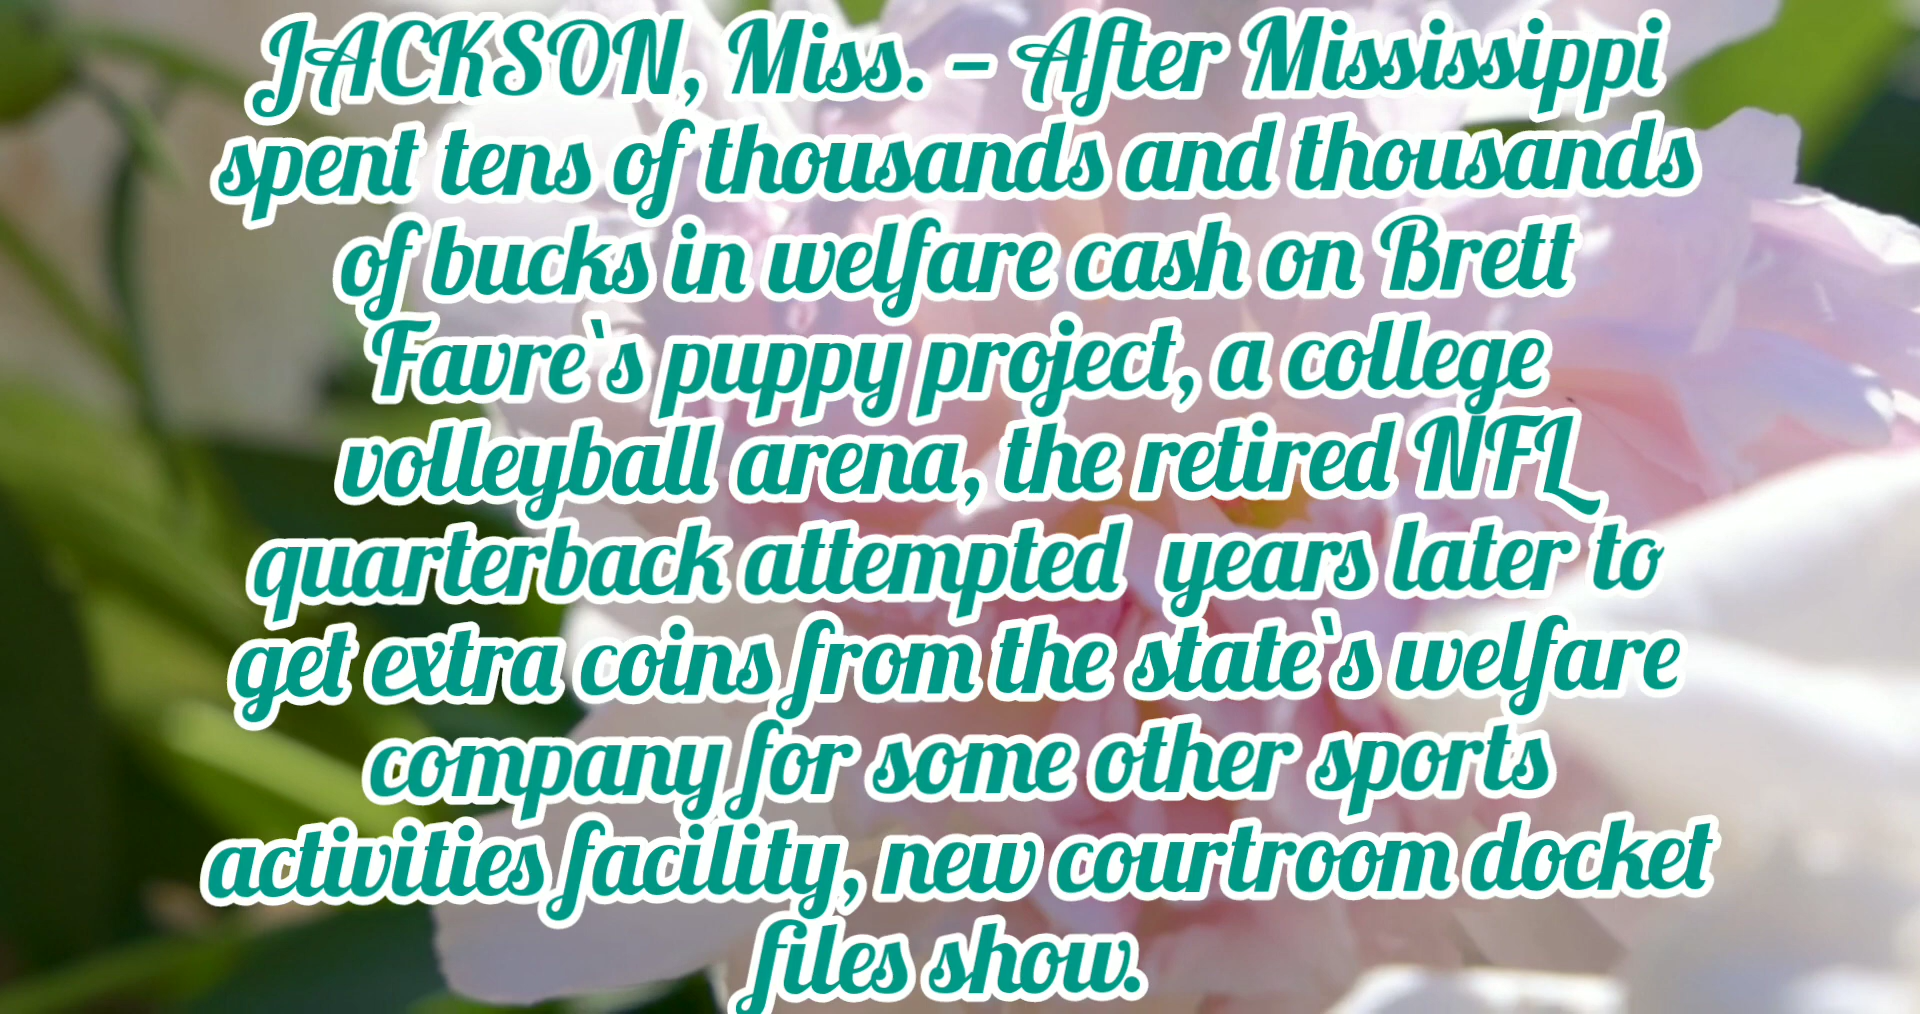 JACKSON, Miss. – After Mississippi
spent tens of thousands and thousands
of bucks in welfare cash on Brett
Favre`s puppy project, a college
volleyball arena, the retired NFL
quarterback attempted  years later to
get extra coins from the state`s welfare
company for some other sports
activities facility, new courtroom docket
files show.